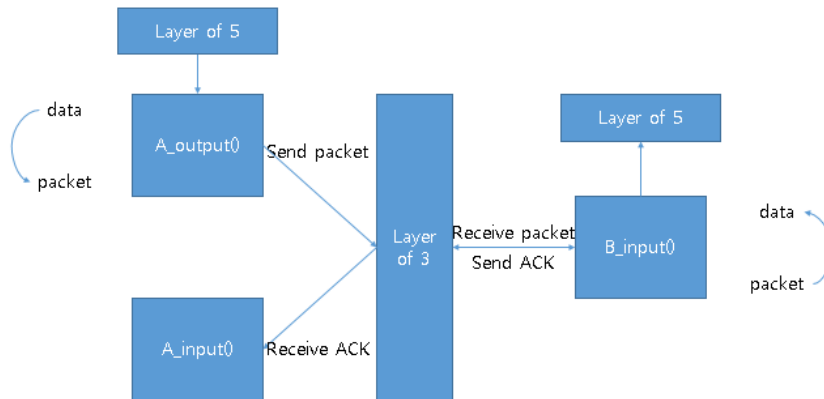 Layer of 5
data
A_output()
Send packet
packet
Layer of 5
Layer
of 3
Receive packet
Send ACK
B_input()
data
packet
A_input()
Receive ACK